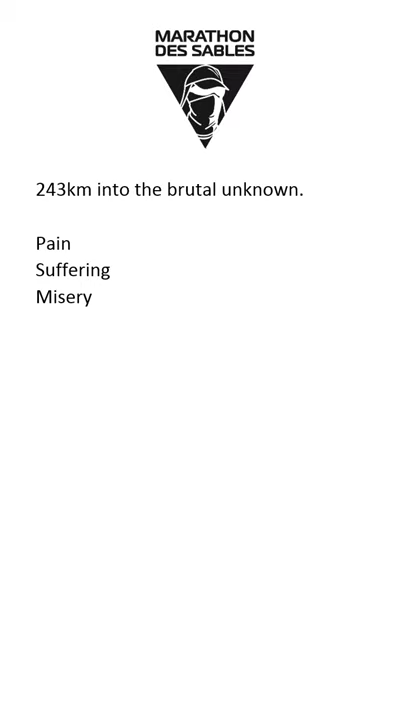 MARATHON
DES SABLES
243km into the brutal unknown.
Pain
Suffering
Misery